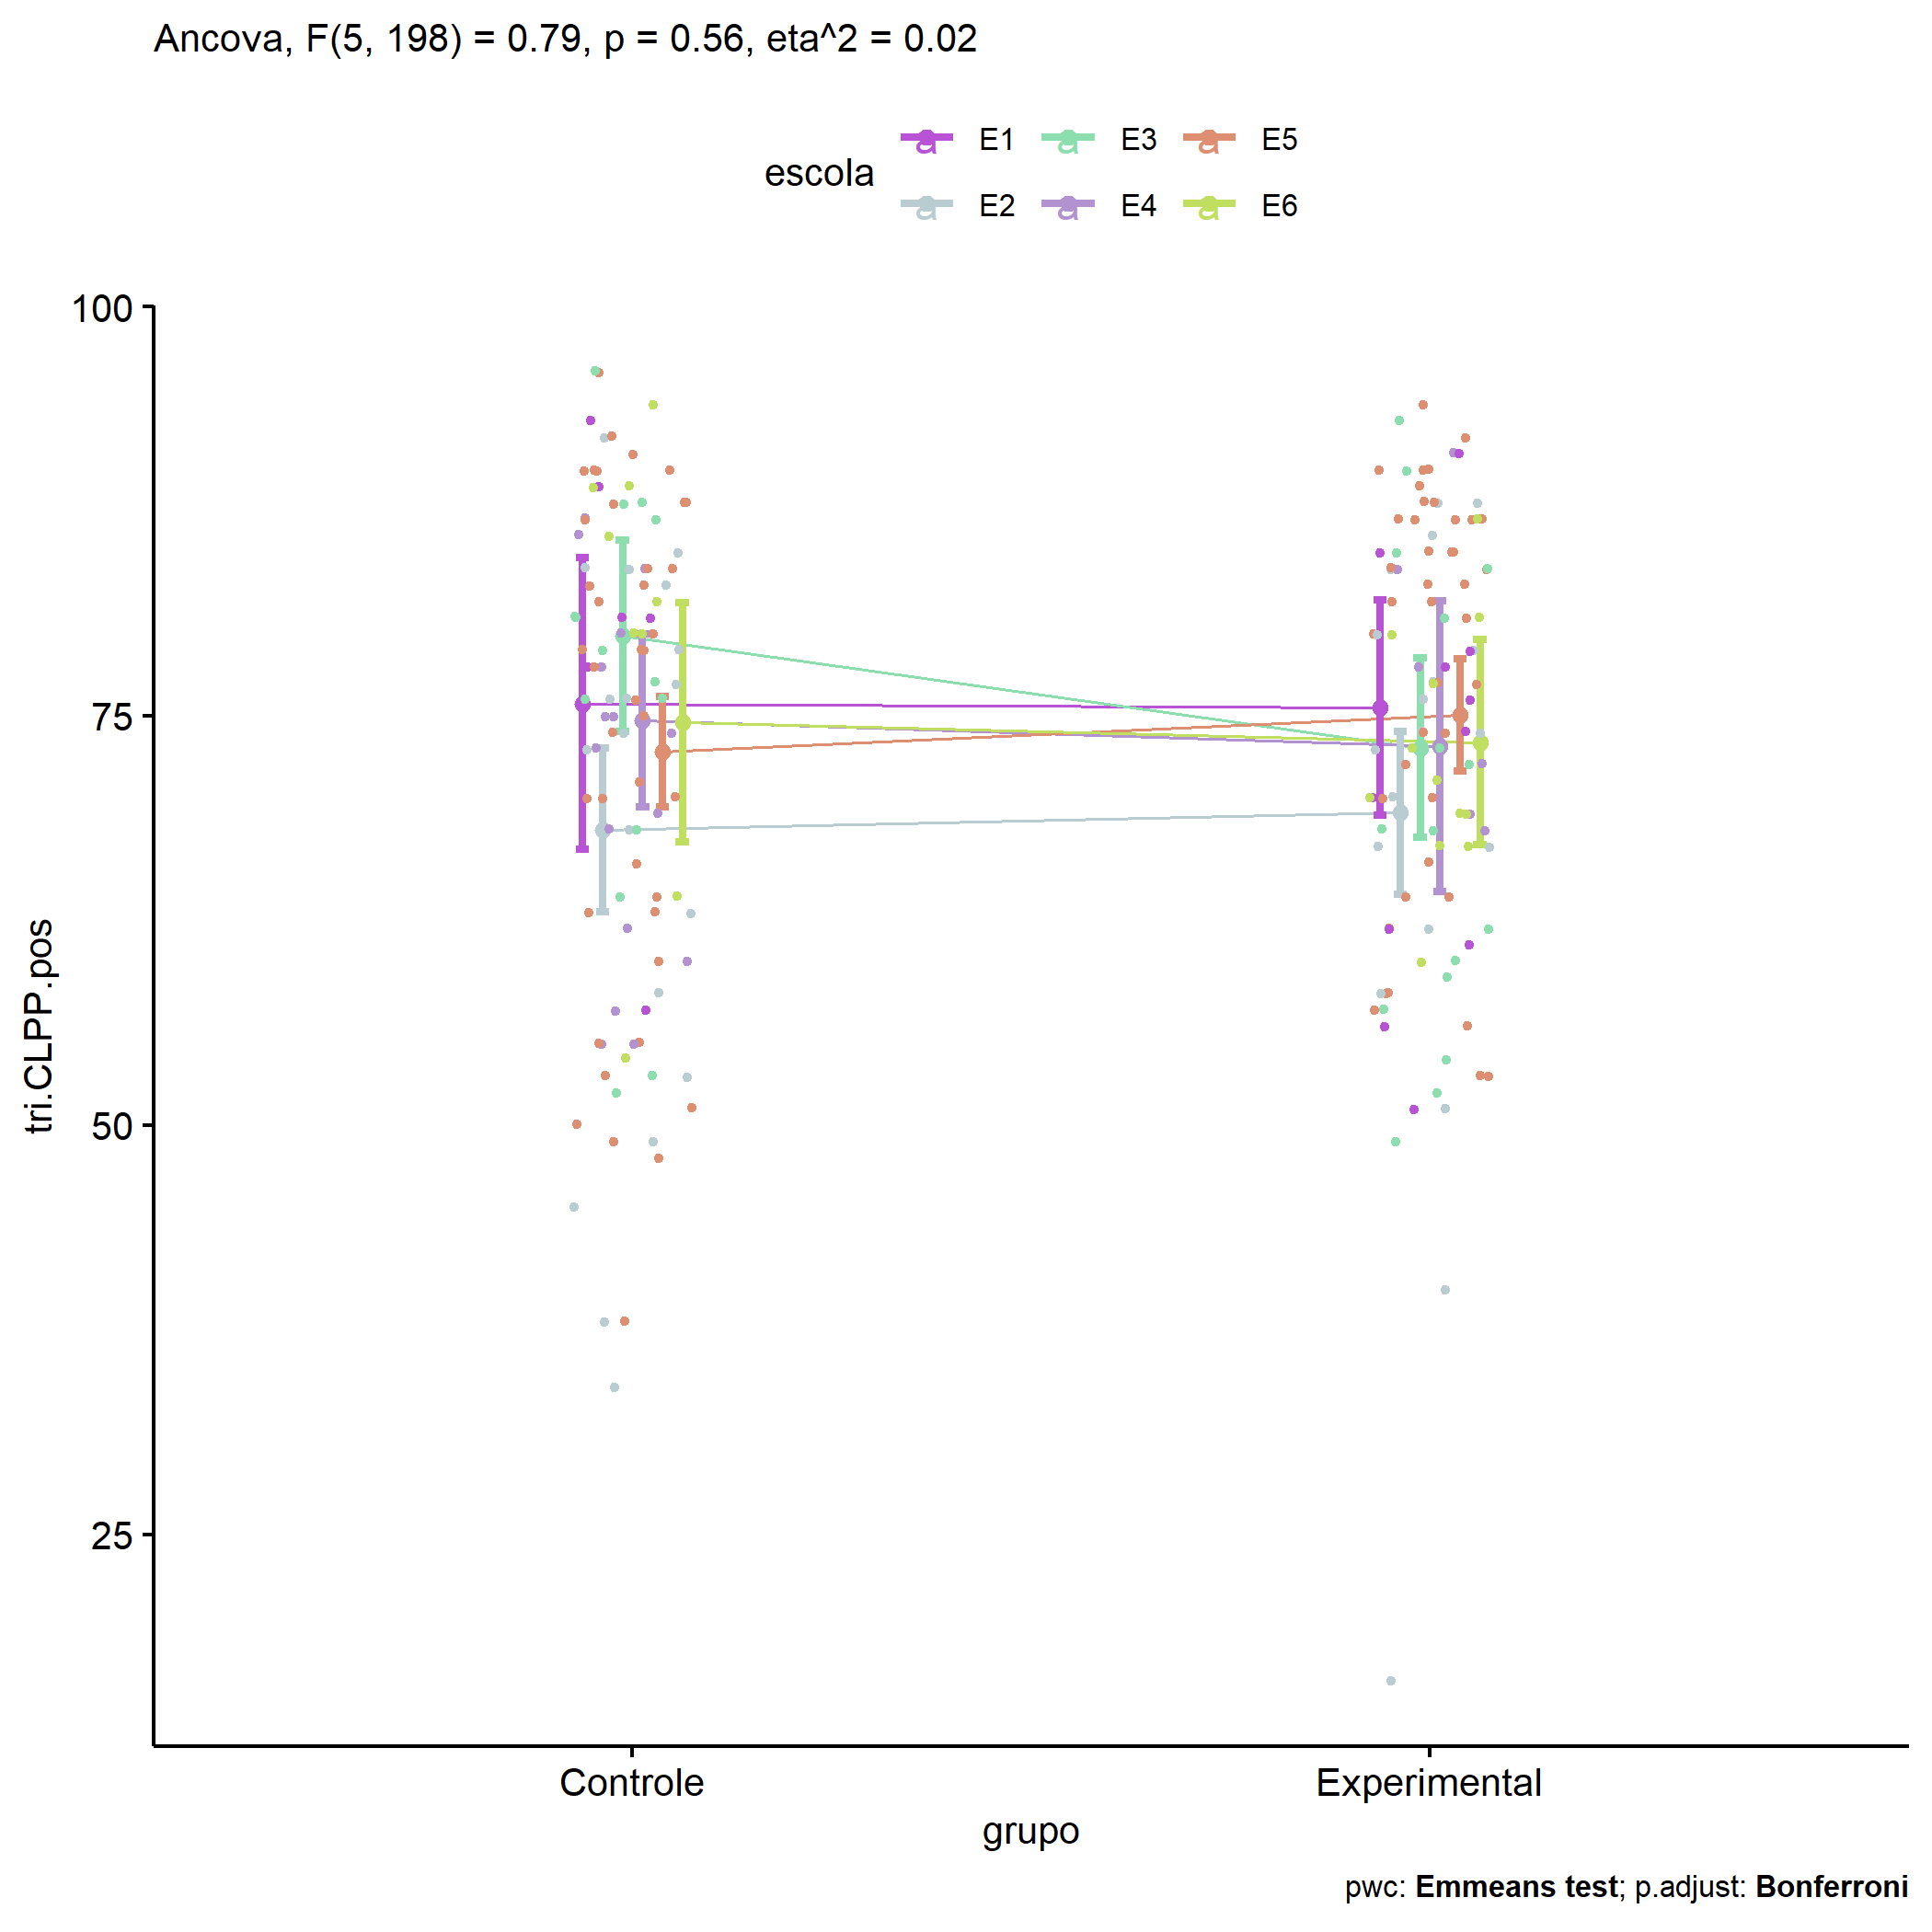 Ancova, F(5, 198) = 0.79, p = 0.56, eta^2 = 0.02
escola
a E1 a E3 a E5
a E2 a E4 a E6
100
75
50
25
tri.CLPP.pos
Controle Experimental
grupo
pwc: Emmeans test; p.adjust: Bonferroni